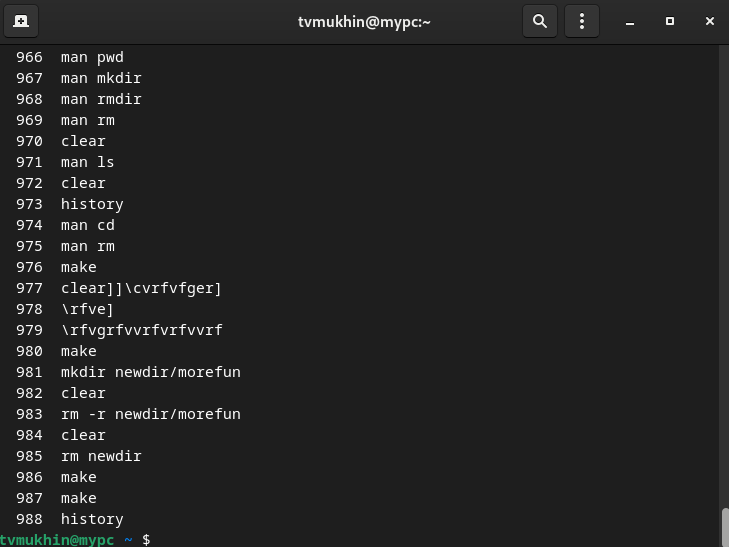 tvmukhin@mypc:~
966 man pwd
967 man mkdir
968 man rmdir
969 man rm
970 clear
971 man ls
972 clear
973 history
974 man cd
975 man rm
976 make
977 clear]]\cvrfvfger]
978 \rfve]
979 \rfvgrfvvrfvrfvvrf
980 make
981 mkdir newdir/morefun
982 clear
983 rm -r newdir/morefun
984 clear
985 rm newdir
986 make
987 make
988 history
tvmukhin@mypc ~ $